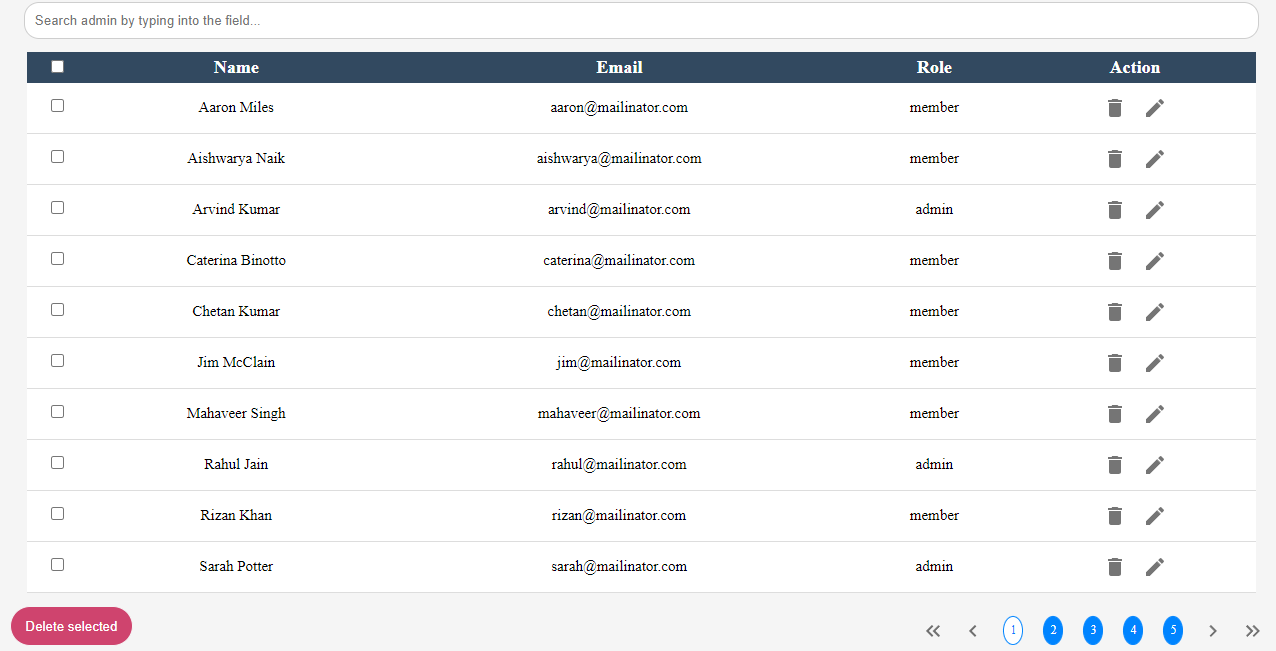 Search admin by typing into the field...
Name Email Role Action
Aaron Miles aaron@mailinator.com member
Aishwarya Naik aishwarya@mailinator.com member
Arvind Kumar arvind@mailinator.com admin
Caterina Binotto caterina@mailinator.com member
Chetan Kumar chetan@mailinator.com member
Jim McClain jim@mailinator.com member
Mahaveer Singh mahaveer@mailinator.com member
Rahul Jain rahul@mailinator.com admin
Rizan Khan rizan@mailinator.com member
Sarah Potter sarah@mailinator.com admin
Delete selected 1 2 3 4 5